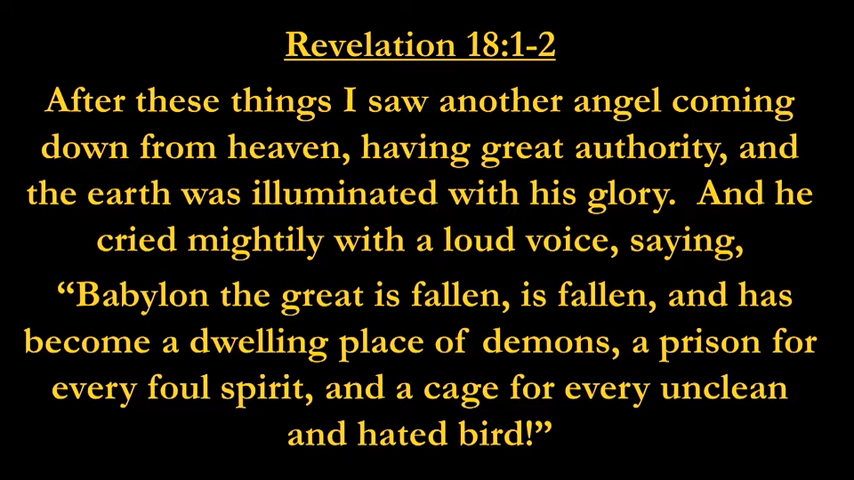 Revelation 18:1-2
After these things I saw another angel coming
down from heaven, having great authority, and
the earth was illuminated with his glory.  And he
cried mightily with a loud voice, saying,
“Babylon the great is fallen, is fallen, and has
become a dwelling place of demons, a prison for
every foul spirit, and a cage for every unclean
and hated bird!”